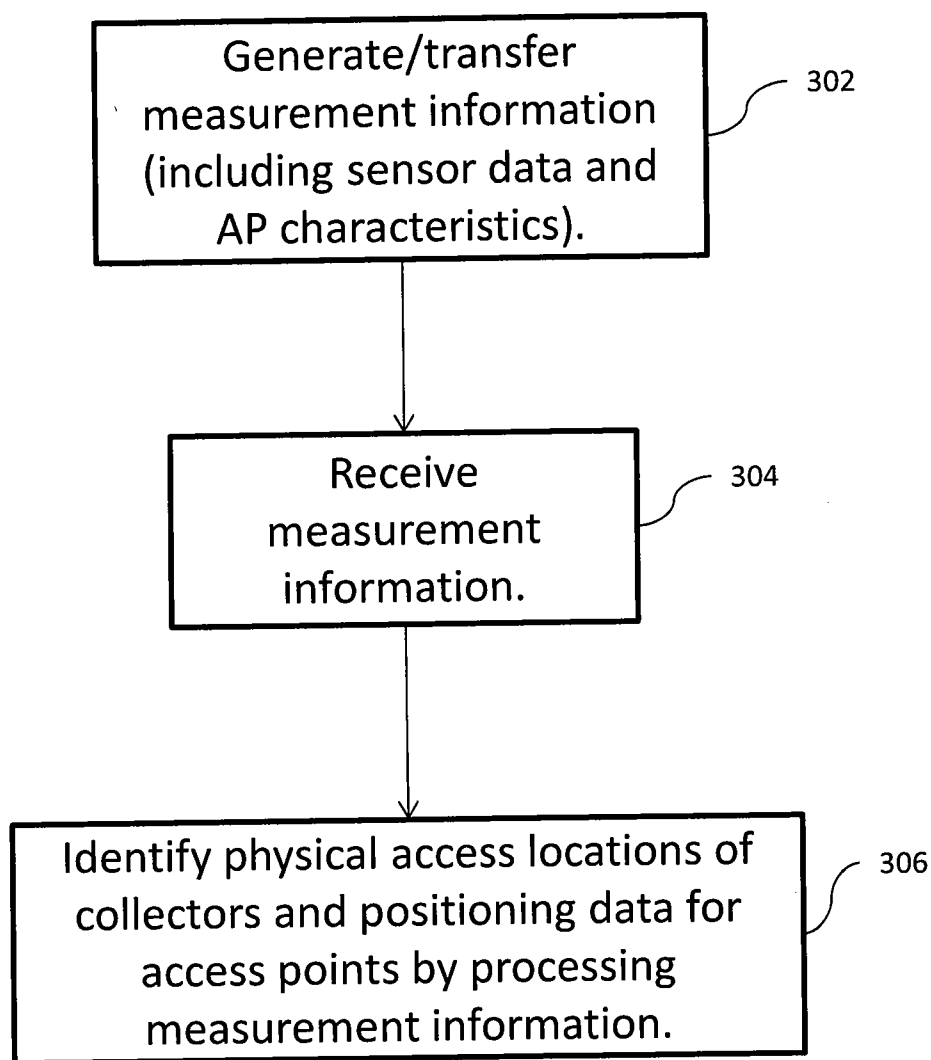 Generate/transfer
measurement information
(including sensor data and
AP characteristics).
302
Receive
measurement
information.
304
Identify physical access locations of
collectors and positioning data for
access points by processing
measurement information.
306